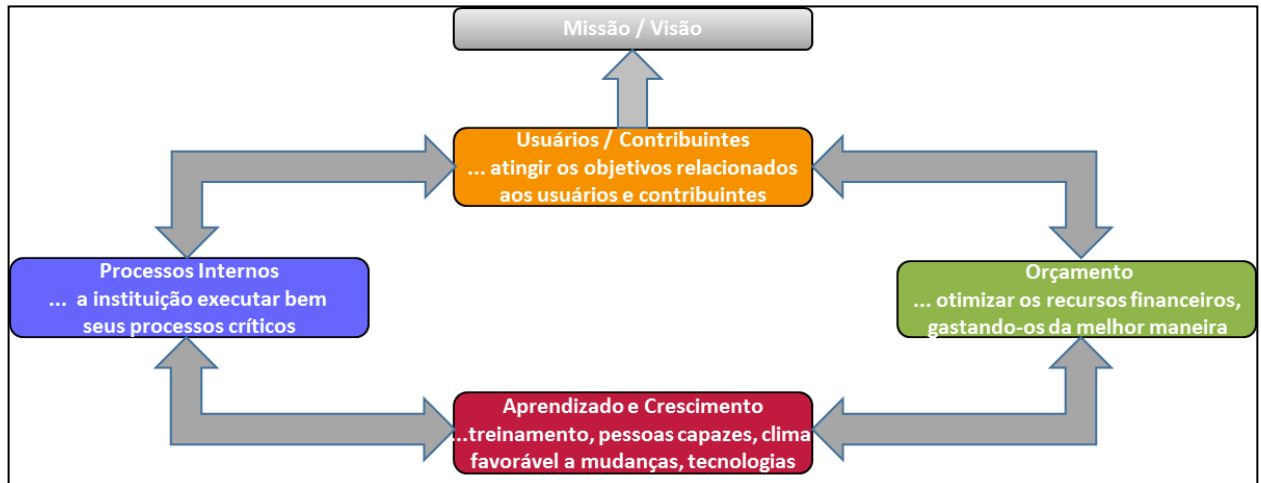 Missão / Visão
Usuários / Contribuintes
... atingir os objetivos relacionados
aos usuários e contribuintes
Processos Internos
... a instituição executar bem
seus processos críticos
Orçamento
... otimizar os recursos financeiros,
gastando-os da melhor maneira
Aprendizado e Crescimento
...treinamento, pessoas capazes, clima
favorável a mudanças, tecnologias